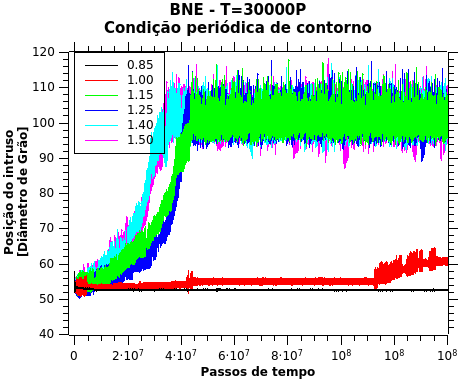 BNE - T=30000P
Condição periódica de contorno
120
110
100
90
80
70
60
50
40
0.85
1.00
1.15
1.25
1.40
1.50
Posição do intruso
[Diâmetro de Grão]
0 2·10⁷ 4·10⁷ 6·10⁷ 8·10⁷ 10⁸ 10⁸ 10⁸
Passos de tempo